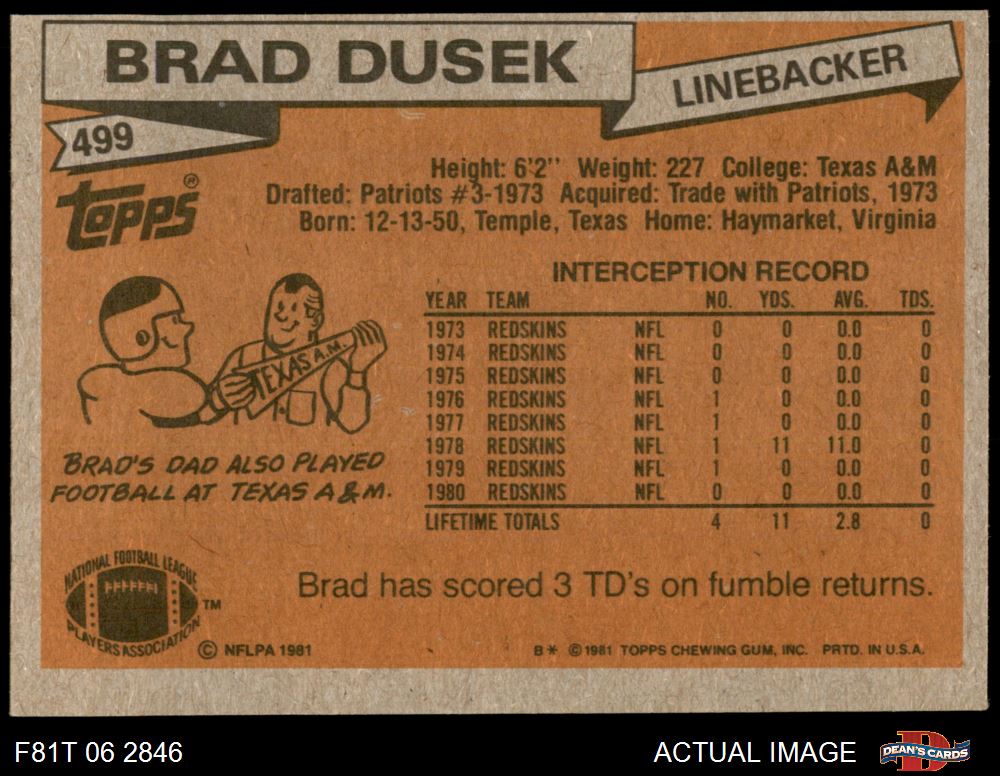 BRAD DUSEK
LINEBACKER
499
Topps®
Height: 6'2" Weight: 227 College: Texas A&M
Drafted: Patriots #3-1973 Acquired: Trade with Patriots, 1973
Born: 12-13-50, Temple, Texas Home: Haymarket, Virginia
TEXAS A.M.
BRAD'S DAD ALSO PLAYED
FOOTBALL AT TEXAS A&M.
INTERCEPTION RECORD
YEAR TEAM NO. YDS. AVG. TDS.
1973 REDSKINS NFL 0 0 0.0 0
1974 REDSKINS NFL 0 0 0.0 0
1975 REDSKINS NFL 0 0 0.0 0
1976 REDSKINS NFL 1 0 0.0 0
1977 REDSKINS NFL 1 0 0.0 0
1978 REDSKINS NFL 1 11 11.0 0
1979 REDSKINS NFL 1 0 0.0 0
1980 REDSKINS NFL 0 0 0.0 0
LIFETIME TOTALS 4 11 2.8 0
Brad has scored 3 TD's on fumble returns.
NATIONAL FOOTBALL LEAGUE
PLAYERS ASSOCIATION
TM
© NFLPA 1981
B* ©1981 TOPPS CHEWING GUM, INC. PRTD. IN U.S.A.
F81T 06 2846
ACTUAL IMAGE
D
DEAN'S CARDS